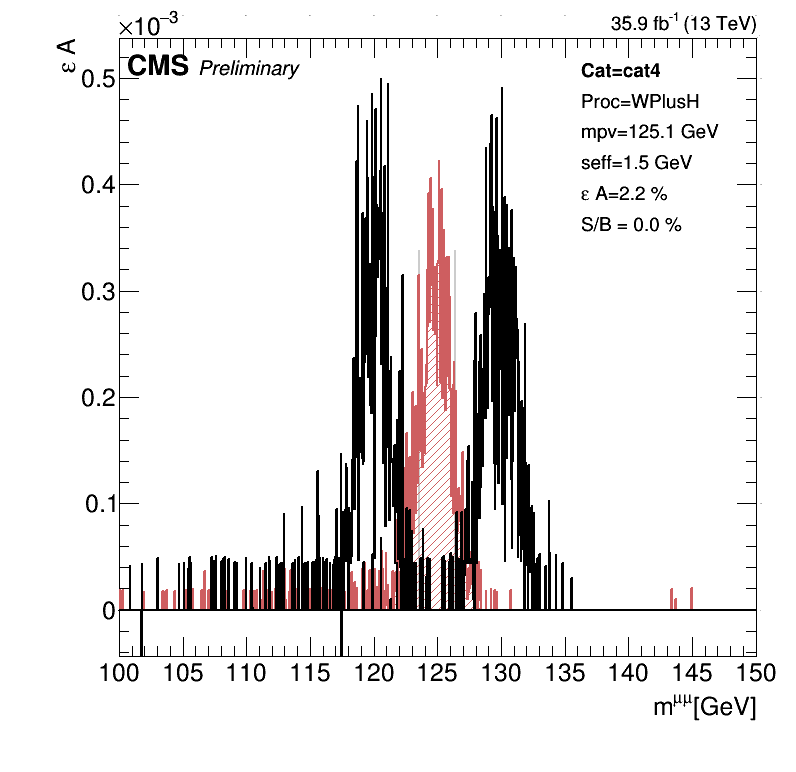 ×10⁻³
35.9 fb⁻¹ (13 TeV)
ε A
CMS Preliminary
Cat=cat4
Proc=WPlusH
mpv=125.1 GeV
seff=1.5 GeV
ε A=2.2 %
S/B = 0.0 %
0.5
0.4
0.3
0.2
0.1
0
100 105 110 115 120 125 130 135 140 145 150
m^μμ[GeV]